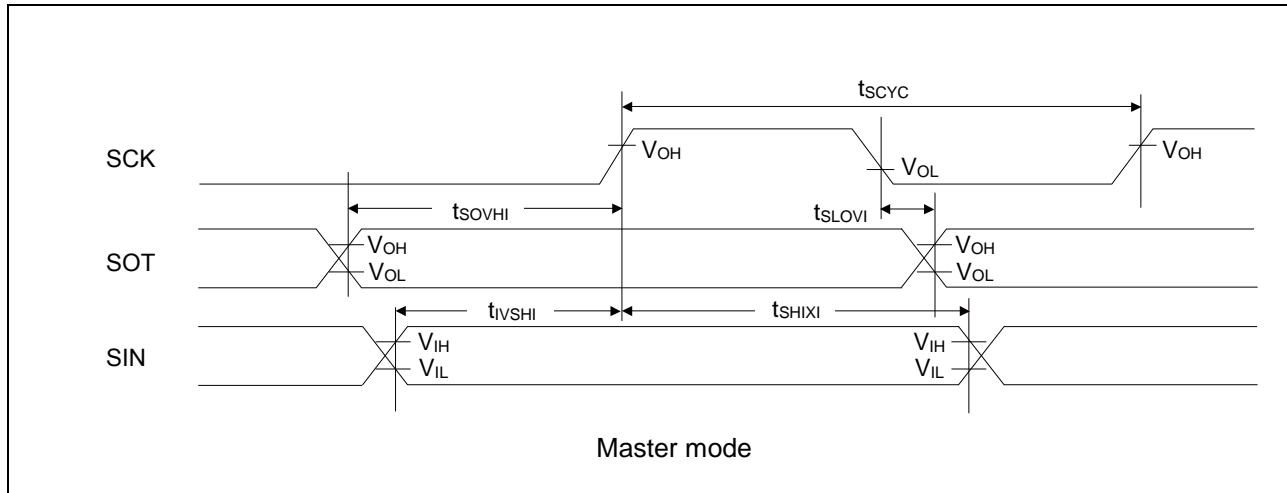 tSCYC
SCK
VOH
VOL
VOH
tSOVHI
tSLOVI
SOT
VOH
VOL
VOH
VOL
tIVSHI
tSHIXI
SIN
VIH
VIL
VIH
VIL
Master mode